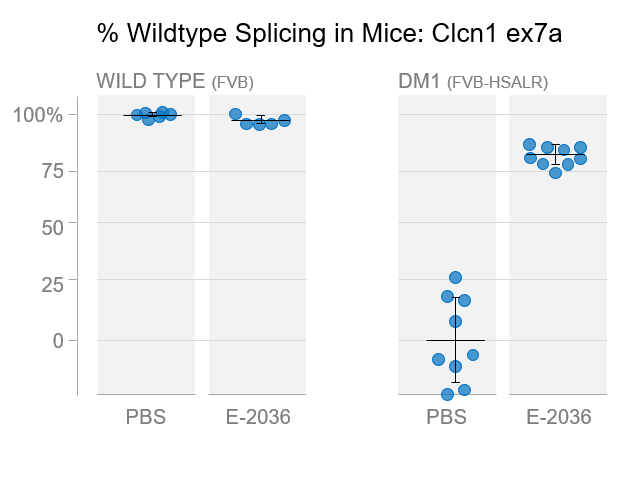 % Wildtype Splicing in Mice: Clcn1 ex7a
WILD TYPE (FVB)
DM1 (FVB-HSALR)
100%
75
50
25
0
PBS
E-2036
PBS
E-2036